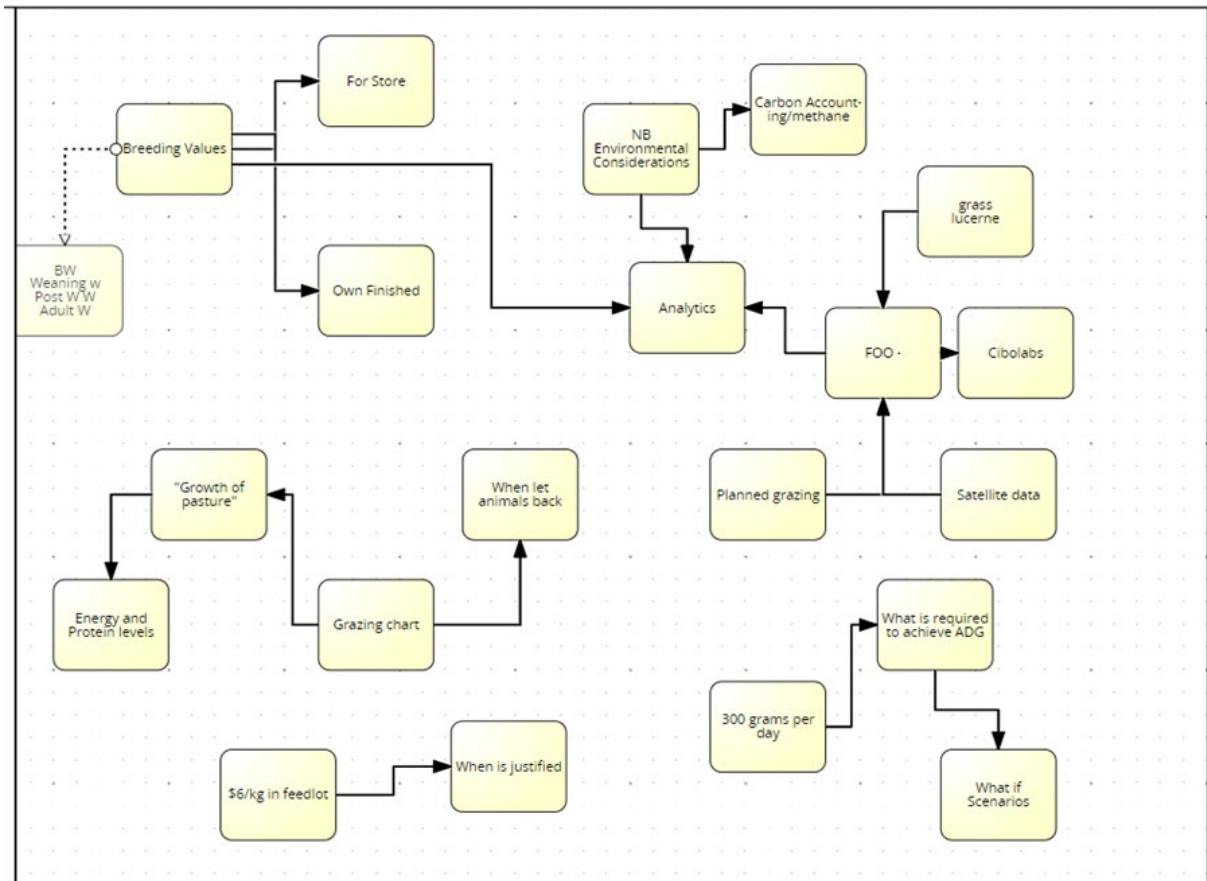 For Store
Carbon Account-
ing/methane
Breeding Values
NB
Environmental
Considerations
grass
lucerne
BW
Weaning w
Post W W
Adult W
Own Finished
Analytics
FOO -
Cibolabs
"Growth of
pasture"
When let
animals back
Planned grazing
Satellite data
Energy and
Protein levels
Grazing chart
What is required
to achieve ADG
300 grams per
day
$6/kg in feedlot
When is justified
What if
Scenarios